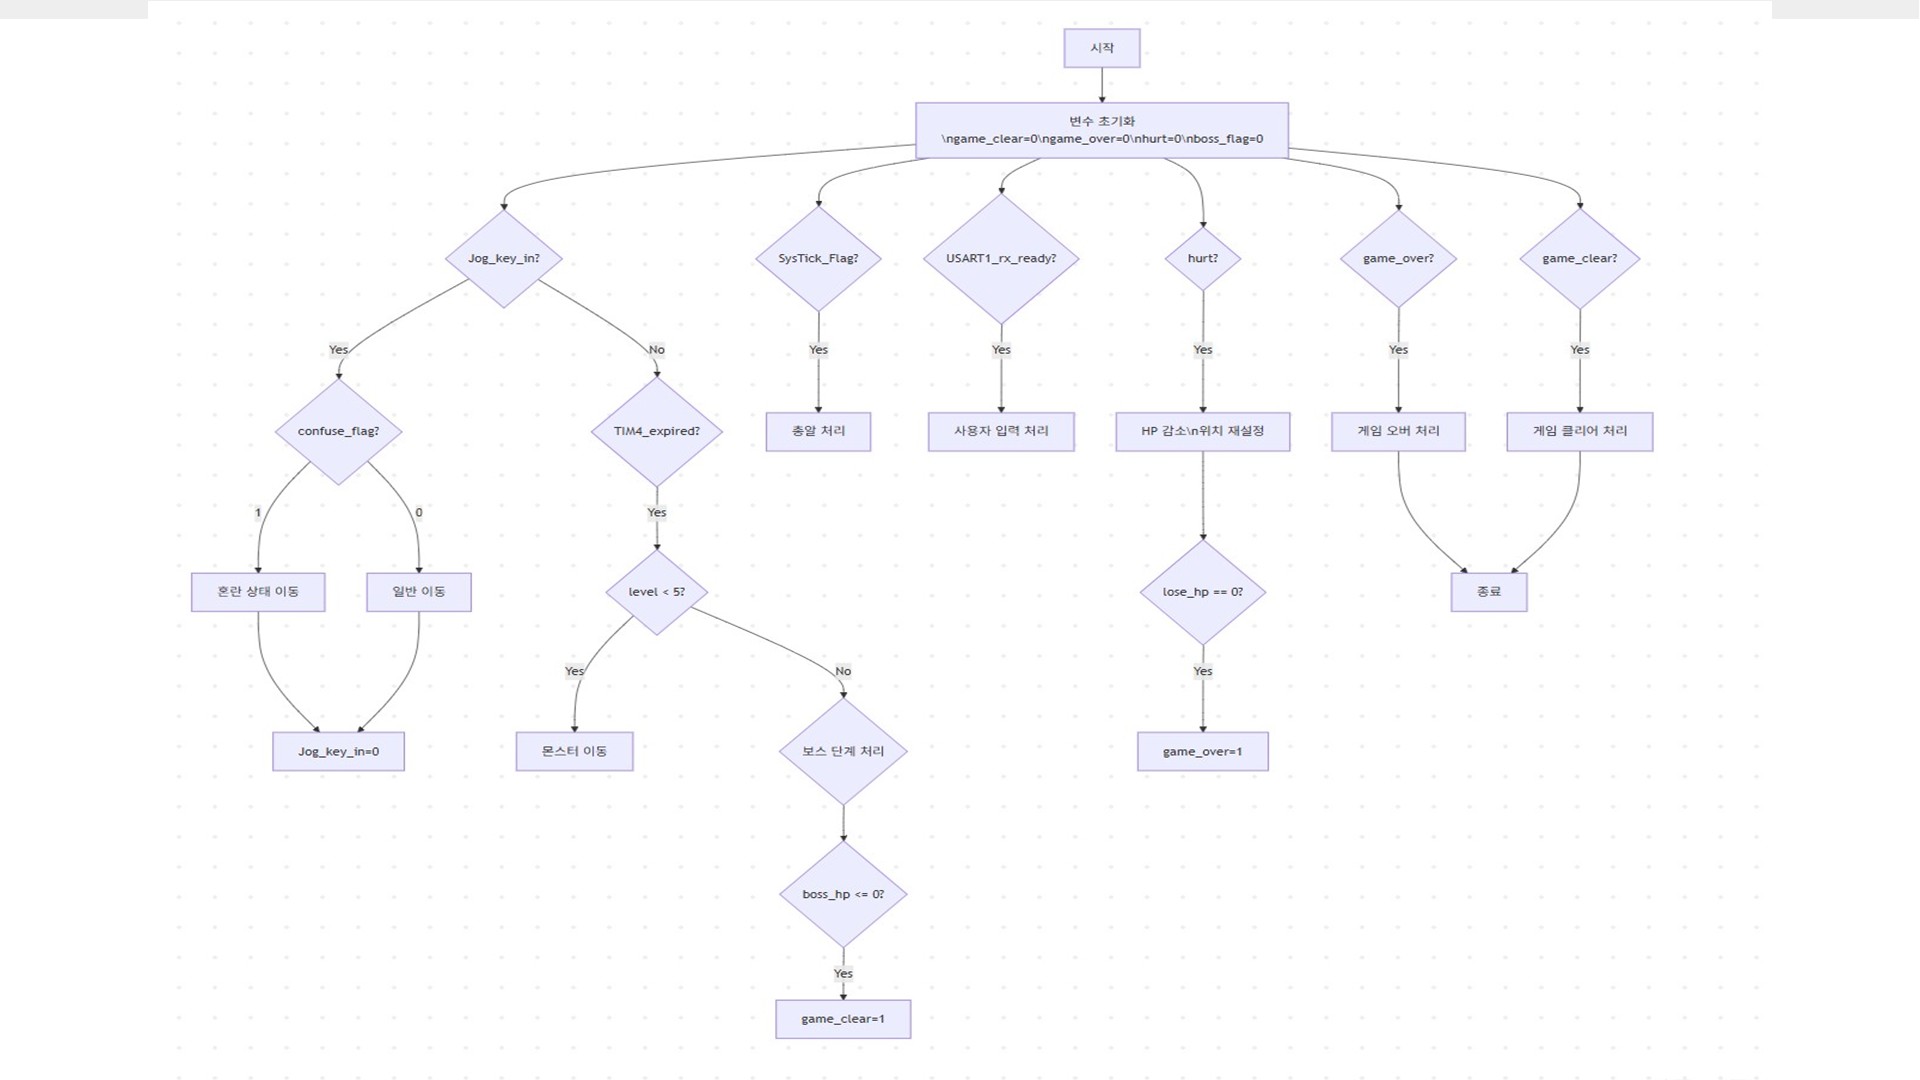 시작
변수 초기화
\ngame_clear=0\ngame_over=0\nhurt=0\nboss_flag=0
Jog_key_in?
SysTick_Flag?
USART1_rx_ready?
hurt?
game_over?
game_clear?
Yes
No
Yes
Yes
Yes
Yes
Yes
confuse_flag?
TIM4_expired?
총알 처리
사용자 입력 처리
HP 감소\n위치 재설정
게임 오버 처리
게임 클리어 처리
1
0
Yes
혼란 상태 이동
일반 이동
level < 5?
lose_hp == 0?
종료
Yes
No
Yes
Jog_key_in=0
몬스터 이동
보스 단계 처리
game_over=1
boss_hp <= 0?
Yes
game_clear=1